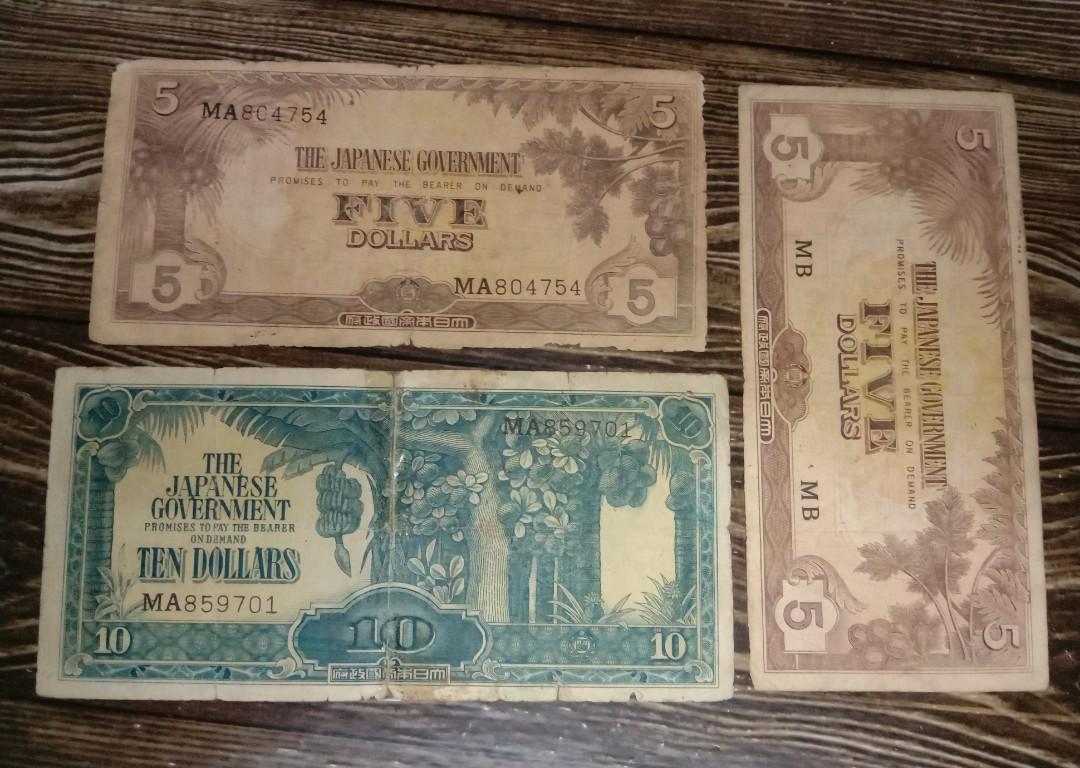 5 MA804754 5
THE JAPANESE GOVERNMENT
PROMISES TO PAY THE BEARER ON DEMAND
FIVE
DOLLARS
MA804754
5 5
府政國帝本日大
10 10
MA859701
THE
JAPANESE
GOVERNMENT
PROMISES TO PAY THE BEARER
ON DEMAND
TEN DOLLARS
MA859701
10 10 10
府政國帝本日大
5 5
THE JAPANESE GOVERNMENT
PROMISES TO PAY THE BEARER ON DEMAND
FIVE
DOLLARS
MB MB
5 5
府政國帝本日大